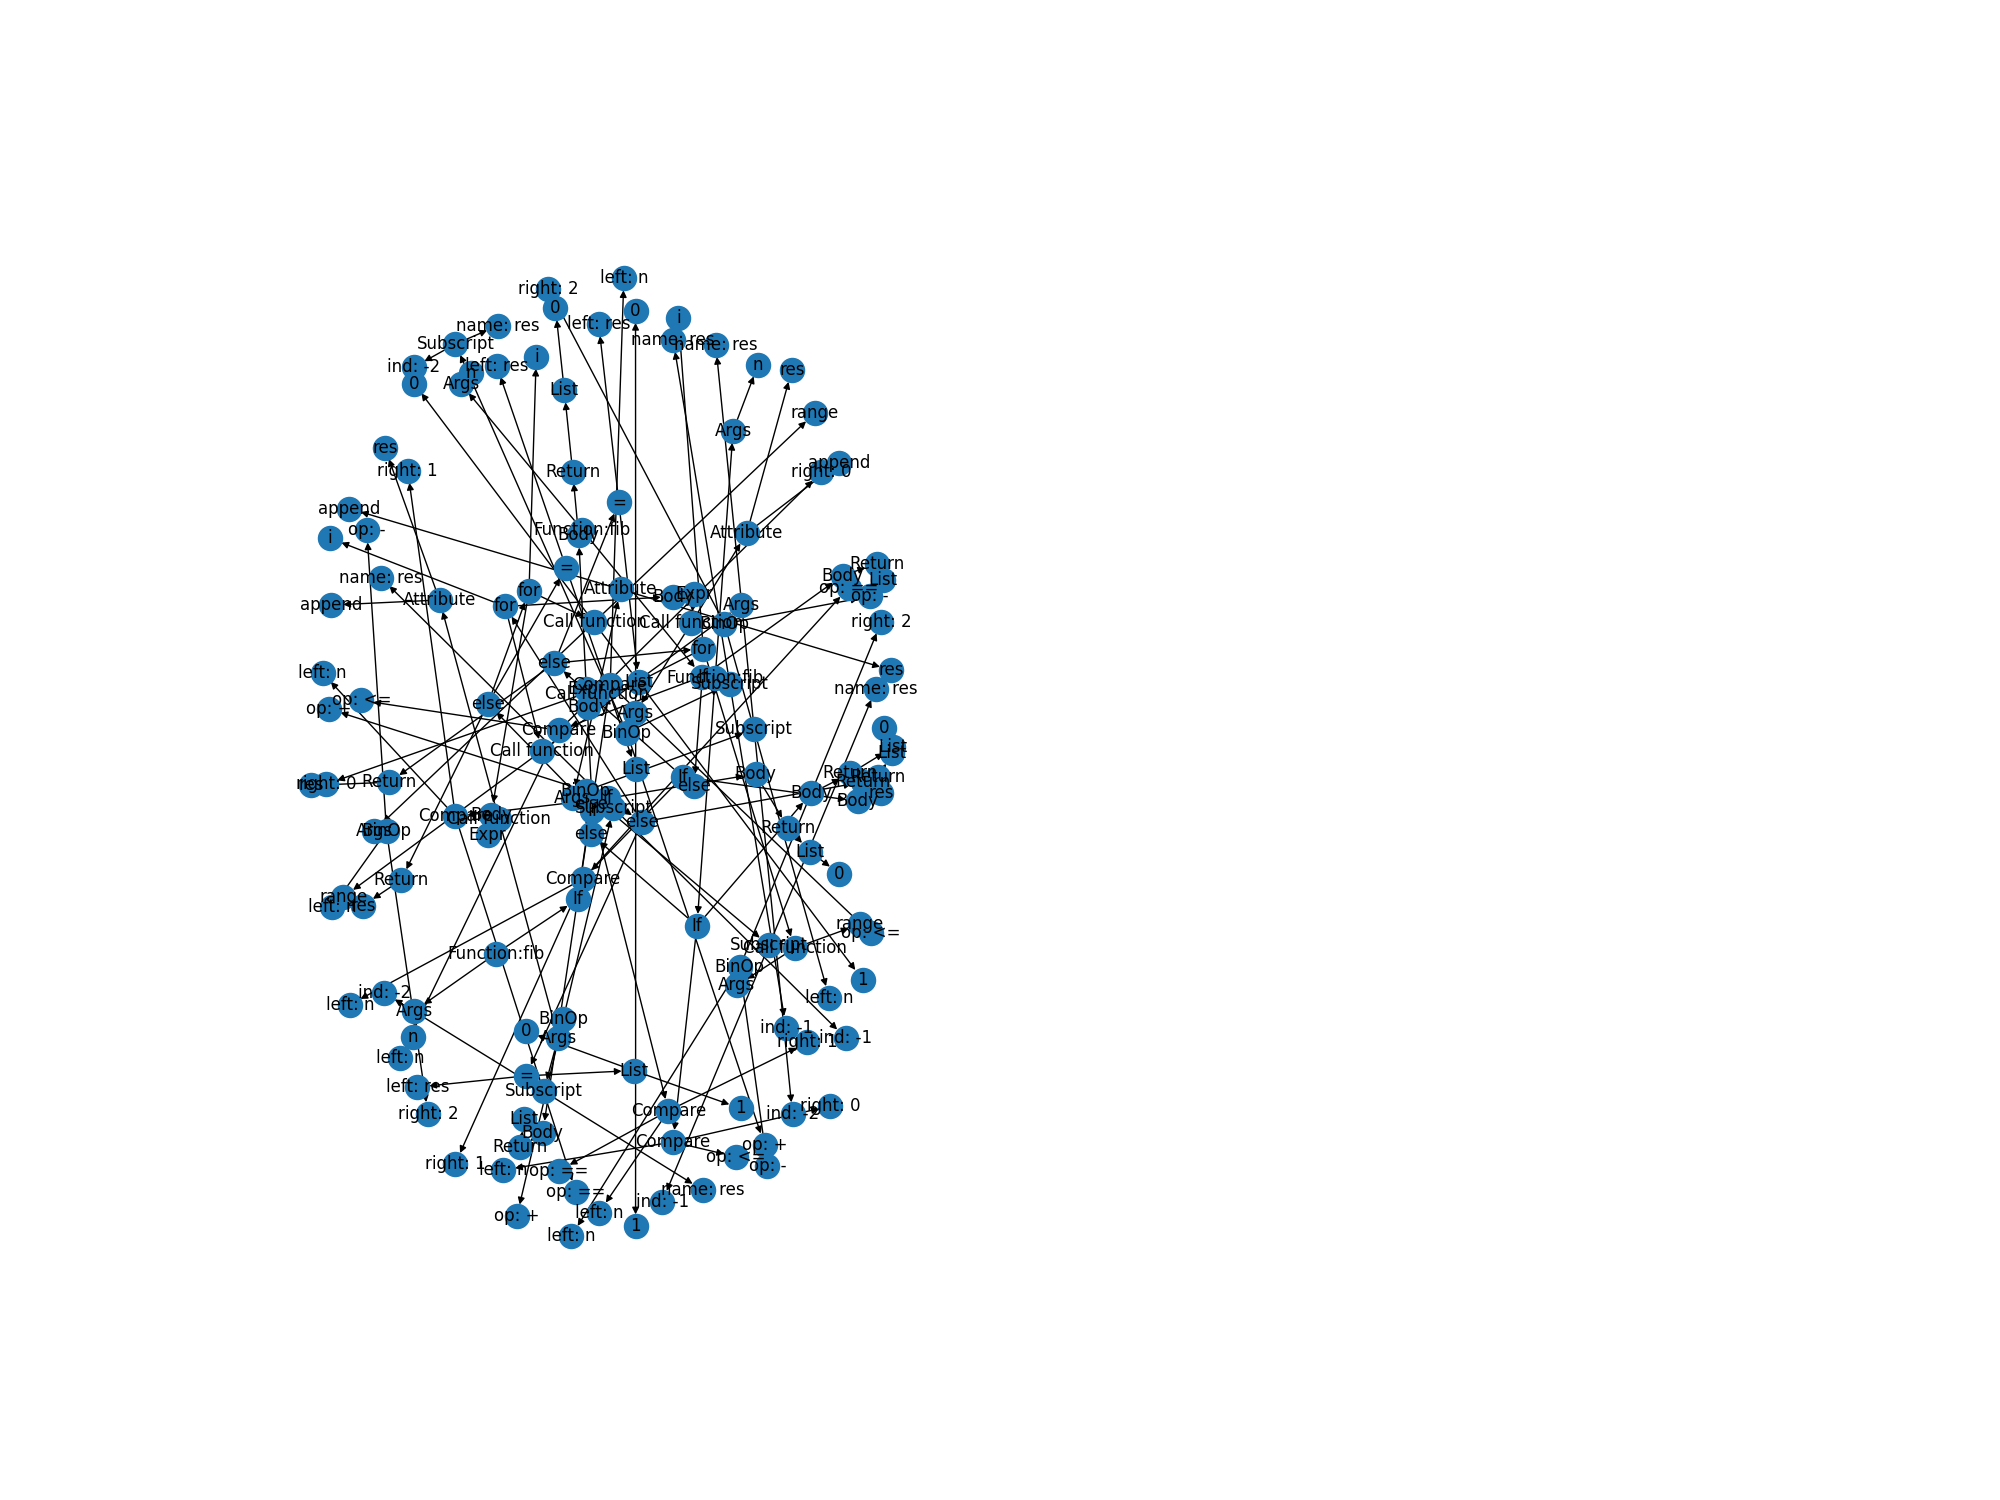 left: n
right: 2
0
0
i
left: res
name: res
name: res
name: res
Subscript
i
ind: -2
left: res
n
n
res
0
Args
List
range
Args
res
right: 1
append
right: 0
Return
=
append
op: -
Function:fib
Body
Attribute
i
=
Return
name: res
Body
List
op: ==
Attribute
for
Expr
op: -
append
Attribute
for
Body
Args
Call function
Call function
BinOp
right: 2
for
else
left: n
res
Function:fib
If
Compare
List
Subscript
name: res
Expr
Call function
op: <=
else
Body
op: +
Args
Compare
BinOp
Subscript
0
List
List
Call function
List
If
Body
Return
Return
Return
res
right: 0
Return
else
BinOp
Args
If
Body
Body
res
else
Subscript
If
Compare
Body
Call function
else
Return
Args
BinOp
Expr
else
List
Return
Compare
0
range
If
left: n
res
If
range
op: <=
Function:fib
Subscript
Call function
BinOp
Args
1
ind: -2
left: n
left: n
Args
BinOp
ind: -1
0
n
Args
ind: -1
right: 1
left: n
List
=
left: res
Subscript
right: 2
List
Compare
1
ind: -2
right: 0
Body
Return
Compare
op: +
op: <=
op: -
right: 1
left: n
op: ==
op: ==
name: res
ind: -1
op: +
left: n
1
left: n